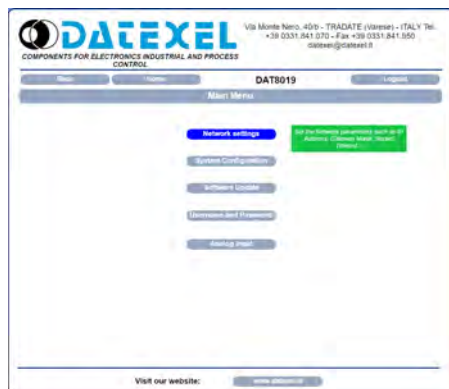 DATEXEL
COMPONENTS FOR ELECTRONICS INDUSTRIAL AND PROCESS
CONTROL
Via Monte Nero, 40/b - TRADATE (Varese) - ITALY Tel.
+39 0331.841.070 - Fax +39 0331.841.950
datexel@datexel.it
Back
Home
DAT8019
Logout
Main Menu
Network settings
System Configuration
Software Update
Username and Password
Analog Input
Visit our website:
www.datexel.it